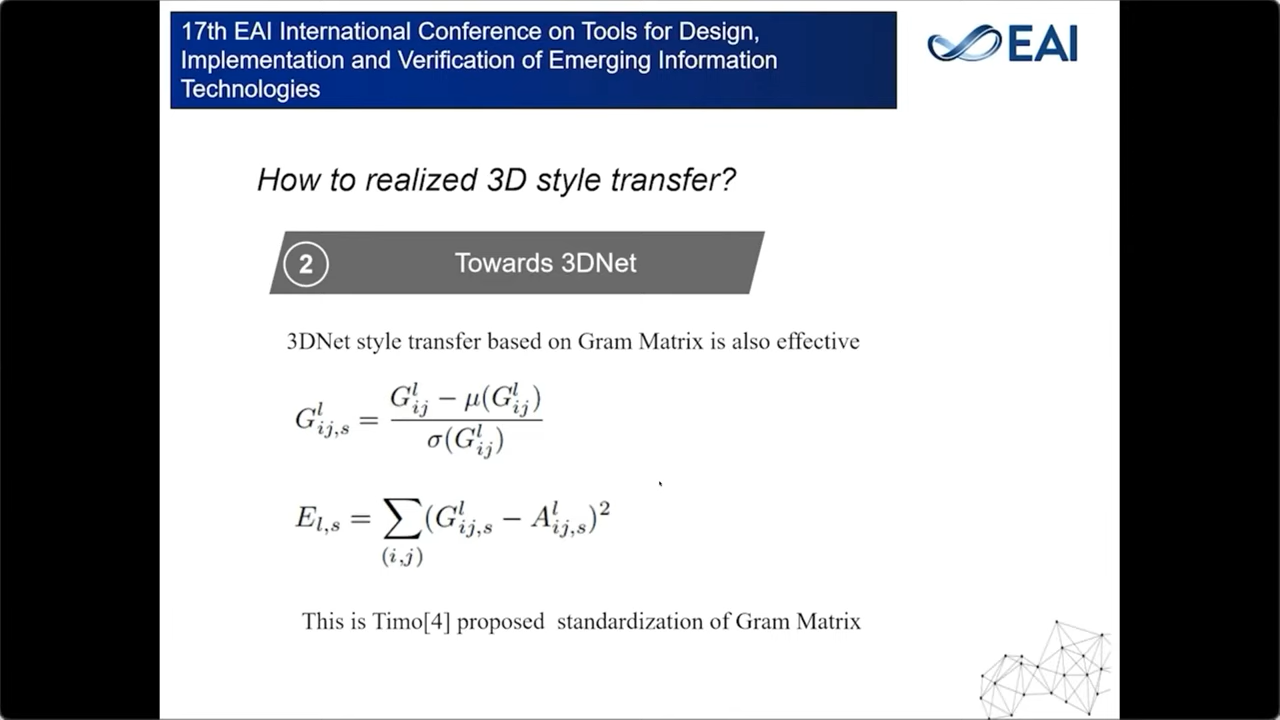 17th EAI International Conference on Tools for Design,
Implementation and Verification of Emerging Information
Technologies
EAI
How to realized 3D style transfer?
2 Towards 3DNet
3DNet style transfer based on Gram Matrix is also effective
G^l_{ij,s} = \frac{G^l_{ij} - μ(G^l_{ij})}{σ(G^l_{ij})}
E_{l,s} = \sum_{(i,j)} (G^l_{ij,s} - A^l_{ij,s})^2
This is Timo[4] proposed standardization of Gram Matrix